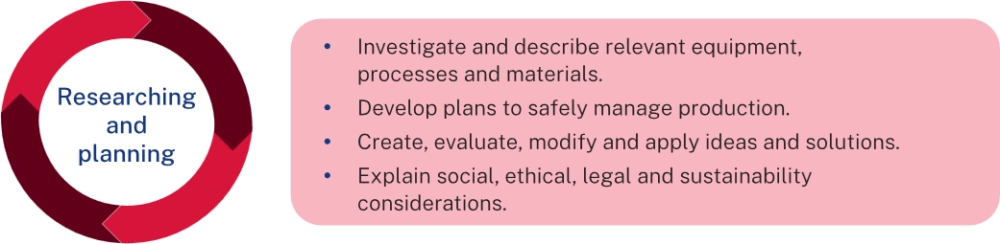 Researching
and
planning
• Investigate and describe relevant equipment,
processes and materials.
• Develop plans to safely manage production.
• Create, evaluate, modify and apply ideas and solutions.
• Explain social, ethical, legal and sustainability
considerations.